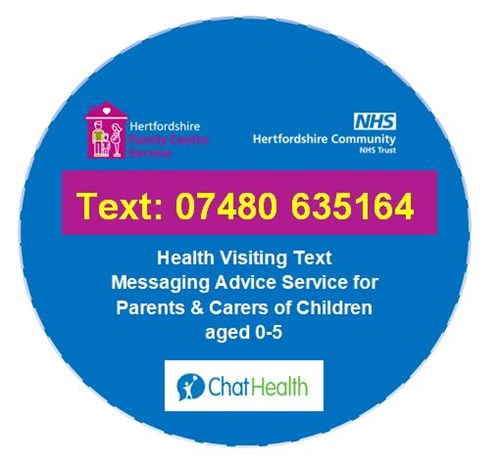 Hertfordshire
Family Centre
Service
NHS
Hertfordshire Community
NHS Trust
Text: 07480 635164
Health Visiting Text
Messaging Advice Service for
Parents & Carers of Children
aged 0-5
ChatHealth